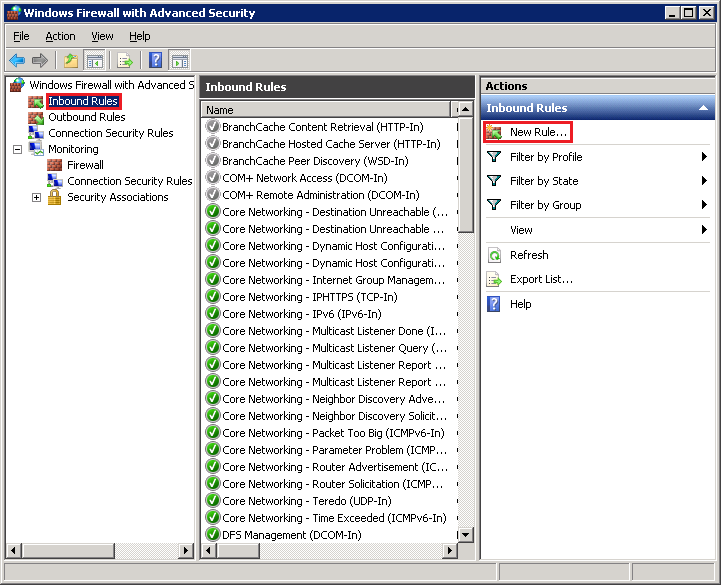 Windows Firewall with Advanced Security
File Action View Help
Windows Firewall with Advanced S
Inbound Rules
Outbound Rules
Connection Security Rules
Monitoring
Firewall
Connection Security Rules
Security Associations
Inbound Rules
Name
BranchCache Content Retrieval (HTTP-In)
BranchCache Hosted Cache Server (HTTP-In)
BranchCache Peer Discovery (WSD-In)
COM+ Network Access (DCOM-In)
COM+ Remote Administration (DCOM-In)
Core Networking - Destination Unreachable (...
Core Networking - Destination Unreachable ...
Core Networking - Dynamic Host Configurati...
Core Networking - Dynamic Host Configurati...
Core Networking - Internet Group Managem...
Core Networking - IPHTTPS (TCP-In)
Core Networking - IPv6 (IPv6-In)
Core Networking - Multicast Listener Done (I...
Core Networking - Multicast Listener Query (...
Core Networking - Multicast Listener Report ...
Core Networking - Multicast Listener Report ...
Core Networking - Neighbor Discovery Adve...
Core Networking - Neighbor Discovery Solicit...
Core Networking - Packet Too Big (ICMPv6-In)
Core Networking - Parameter Problem (ICMP...
Core Networking - Router Advertisement (IC...
Core Networking - Router Solicitation (ICMP...
Core Networking - Teredo (UDP-In)
Core Networking - Time Exceeded (ICMPv6-In)
DFS Management (DCOM-In)
Actions
Inbound Rules
New Rule...
Filter by Profile
Filter by State
Filter by Group
View
Refresh
Export List...
Help